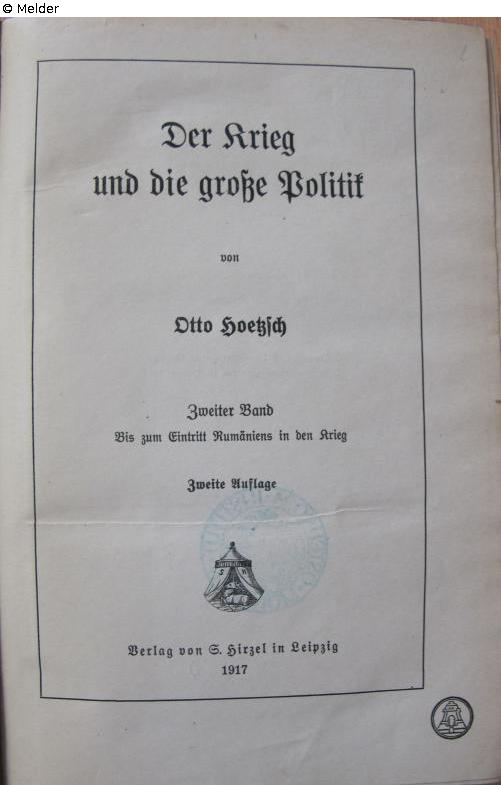 © Melder
Der Krieg
und die große Politik
von
Otto Hoetzsch
Zweiter Band
Bis zum Eintritt Rumäniens in den Krieg
Zweite Auflage
S H
Verlag von S. Hirzel in Leipzig
1917